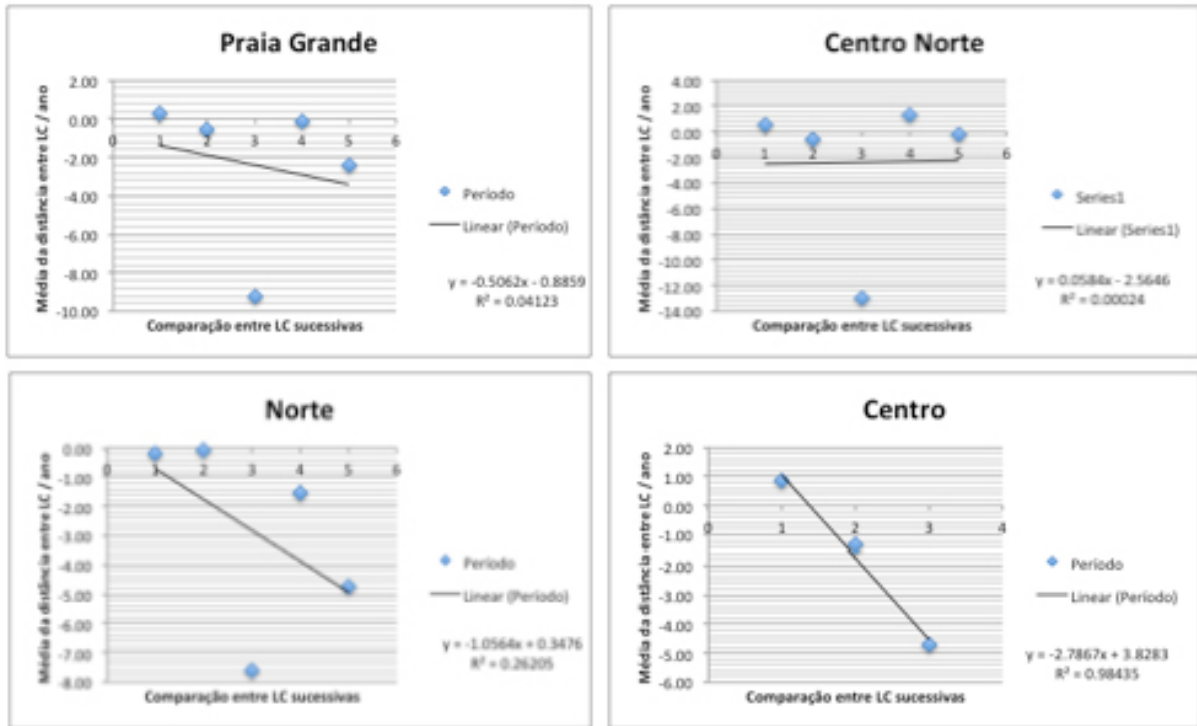 Praia Grande
Média da distância entre LC / ano
2.00
0.00
-2.00
-4.00
-6.00
-8.00
-10.00
0 1 2 3 4 5 6
Comparação entre LC sucessivas
Período
Linear (Período)
y = -0.5062x - 0.8859
R² = 0.04123
Centro Norte
Média da distância entre LC / ano
4.00
2.00
0.00
-2.00
-4.00
-6.00
-8.00
-10.00
-12.00
-14.00
0 1 2 3 4 5 6
Comparação entre LC sucessivas
Series1
Linear (Series1)
y = 0.0584x - 2.5646
R² = 0.00024
Norte
Média da distância entre LC / ano
0.00
-1.00
-2.00
-3.00
-4.00
-5.00
-6.00
-7.00
-8.00
0 1 2 3 4 5 6
Comparação entre LC sucessivas
Período
Linear (Período)
y = -1.0564x + 0.3476
R² = 0.26205
Centro
Média da distância entre LC / ano
2.00
1.00
0.00
-1.00
-2.00
-3.00
-4.00
-5.00
-6.00
0 1 2 3 4
Comparação entre LC sucessivas
Período
Linear (Período)
y = -2.7867x + 3.8283
R² = 0.98435